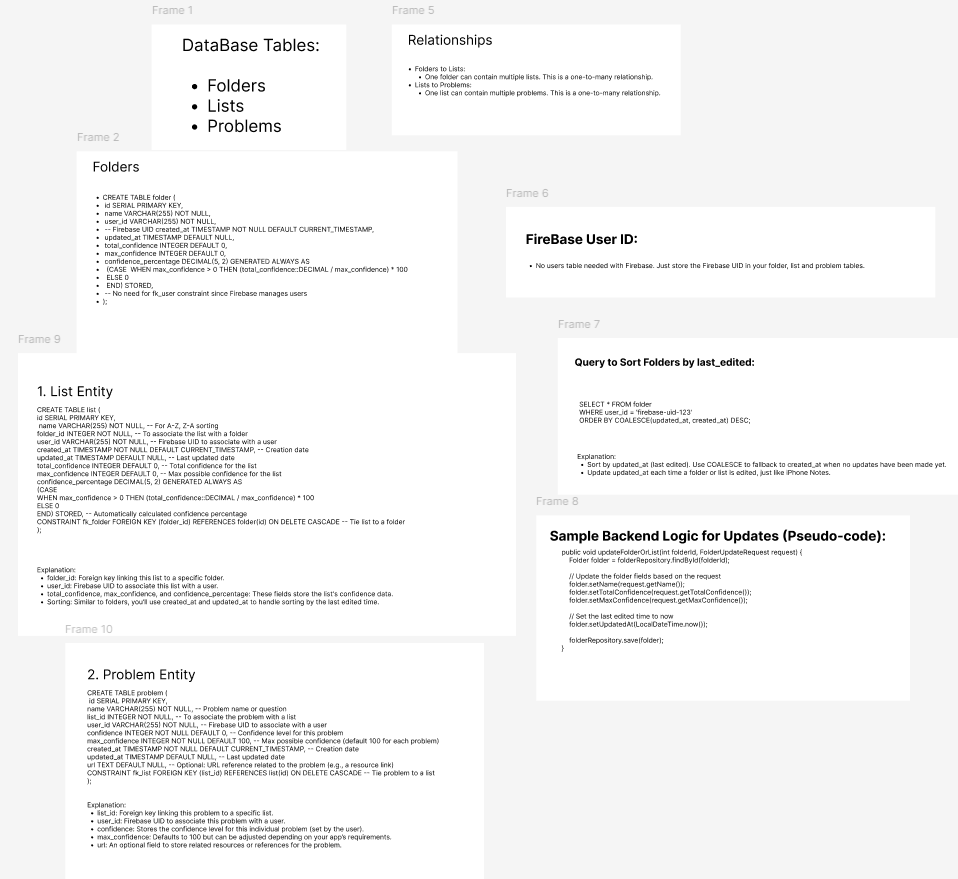 Frame 1
DataBase Tables:
• Folders
• Lists
• Problems
Frame 5
Relationships
• Folders to Lists:
• One folder can contain multiple lists. This is a one-to-many relationship.
• Lists to Problems:
• One list can contain multiple problems. This is a one-to-many relationship.
Frame 2
Folders
• CREATE TABLE folder (
• id SERIAL PRIMARY KEY,
• name VARCHAR(255) NOT NULL,
• user_id VARCHAR(255) NOT NULL,
• -- Firebase UID created_at TIMESTAMP NOT NULL DEFAULT CURRENT_TIMESTAMP,
• updated_at TIMESTAMP DEFAULT NULL,
• total_confidence INTEGER DEFAULT 0,
• max_confidence INTEGER DEFAULT 0,
• confidence_percentage DECIMAL(5, 2) GENERATED ALWAYS AS
• (CASE WHEN max_confidence > 0 THEN (total_confidence::DECIMAL / max_confidence) * 100
• ELSE 0
• END) STORED,
• -- No need for fk_user constraint since Firebase manages users
• );
Frame 6
FireBase User ID:
• No users table needed with Firebase. Just store the Firebase UID in your folder, list and problem tables.
Frame 7
Query to Sort Folders by last_edited:
SELECT * FROM folder
WHERE user_id = 'firebase-uid-123'
ORDER BY COALESCE(updated_at, created_at) DESC;
Explanation:
• Sort by updated_at (last edited). Use COALESCE to fallback to created_at when no updates have been made yet.
• Update updated_at each time a folder or list is edited, just like iPhone Notes.
Frame 9
1. List Entity
CREATE TABLE list (
id SERIAL PRIMARY KEY,
name VARCHAR(255) NOT NULL, -- For A-Z, Z-A sorting
folder_id INTEGER NOT NULL, -- To associate the list with a folder
user_id VARCHAR(255) NOT NULL, -- Firebase UID to associate with a user
created_at TIMESTAMP NOT NULL DEFAULT CURRENT_TIMESTAMP, -- Creation date
updated_at TIMESTAMP DEFAULT NULL, -- Last updated date
total_confidence INTEGER DEFAULT 0, -- Total confidence for the list
max_confidence INTEGER DEFAULT 0, -- Max possible confidence for the list
confidence_percentage DECIMAL(5, 2) GENERATED ALWAYS AS
(CASE
WHEN max_confidence > 0 THEN (total_confidence::DECIMAL / max_confidence) * 100
ELSE 0
END) STORED, -- Automatically calculated confidence percentage
CONSTRAINT fk_folder FOREIGN KEY (folder_id) REFERENCES folder(id) ON DELETE CASCADE -- Tie list to a folder
);
Explanation:
• folder_id: Foreign key linking this list to a specific folder.
• user_id: Firebase UID to associate this list with a user.
• total_confidence, max_confidence, and confidence_percentage: These fields store the list's confidence data.
• Sorting: Similar to folders, you'll use created_at and updated_at to handle sorting by the last edited time.
Frame 8
Sample Backend Logic for Updates (Pseudo-code):
public void updateFolderOrList(int folderId, FolderUpdateRequest request) {
Folder folder = folderRepository.findById(folderId);
// Update the folder fields based on the request
folder.setName(request.getName());
folder.setTotalConfidence(request.getTotalConfidence());
folder.setMaxConfidence(request.getMaxConfidence());
// Set the last edited time to now
folder.setUpdatedAt(LocalDateTime.now());
folderRepository.save(folder);
}
Frame 10
2. Problem Entity
CREATE TABLE problem (
id SERIAL PRIMARY KEY,
name VARCHAR(255) NOT NULL, -- Problem name or question
list_id INTEGER NOT NULL, -- To associate the problem with a list
user_id VARCHAR(255) NOT NULL, -- Firebase UID to associate with a user
confidence INTEGER NOT NULL DEFAULT 0, -- Confidence level for this problem
max_confidence INTEGER NOT NULL DEFAULT 100, -- Max possible confidence (default 100 for each problem)
created_at TIMESTAMP NOT NULL DEFAULT CURRENT_TIMESTAMP, -- Creation date
updated_at TIMESTAMP DEFAULT NULL, -- Last updated date
url TEXT DEFAULT NULL, -- Optional: URL reference related to the problem (e.g., a resource link)
CONSTRAINT fk_list FOREIGN KEY (list_id) REFERENCES list(id) ON DELETE CASCADE -- Tie problem to a list
);
Explanation:
• list_id: Foreign key linking this problem to a specific list.
• user_id: Firebase UID to associate this problem with a user.
• confidence: Stores the confidence level for this individual problem (set by the user).
• max_confidence: Defaults to 100 but can be adjusted depending on your app's requirements.
• url: An optional field to store related resources or references for the problem.